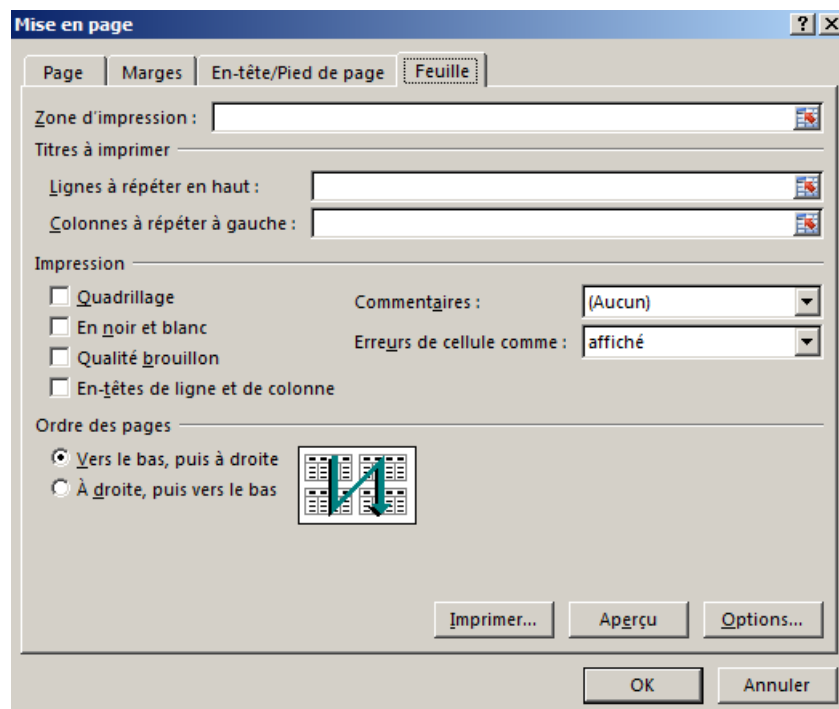 Mise en page
Page Marges En-tête/Pied de page Feuille
Zone d'impression :
Titres à imprimer
Lignes à répéter en haut :
Colonnes à répéter à gauche :
Impression
Quadrillage
En noir et blanc
Qualité brouillon
En-têtes de ligne et de colonne
Commentaires : (Aucun)
Erreurs de cellule comme : affiché
Ordre des pages
Vers le bas, puis à droite
À droite, puis vers le bas
Imprimer... Aperçu Options...
OK Annuler